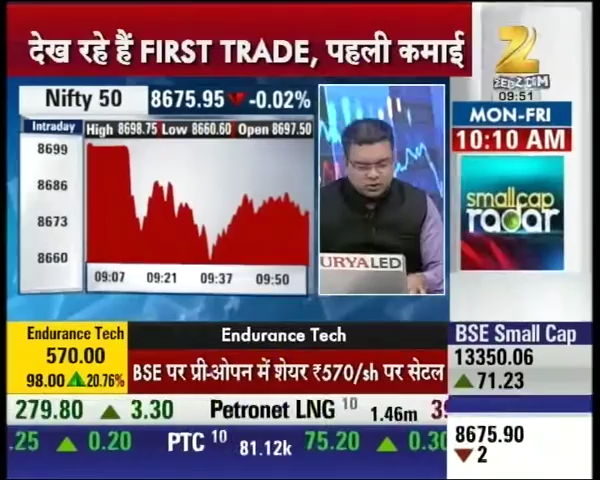 देख रहे हैं FIRST TRADE, पहली कमाई
ZEEBIZ.COM
09:51
Nifty 50 8675.95 -0.02%
MON-FRI
10:10 AM
Intraday High 8698.75 Low 8660.60 Open 8697.50
8699
8686
8673
8660
09:07 09:21 09:37 09:50
smallcap
radar
URYALED
Endurance Tech
570.00
98.00 20.76%
Endurance Tech
BSE पर प्री-ओपन में शेयर ₹570/sh पर सेटल
BSE Small Cap
13350.06
71.23
279.80 3.30 Petronet LNG 10 1.46m 39
.25 0.20 PTC 10 81.12k 75.20 0.30
8675.90
2